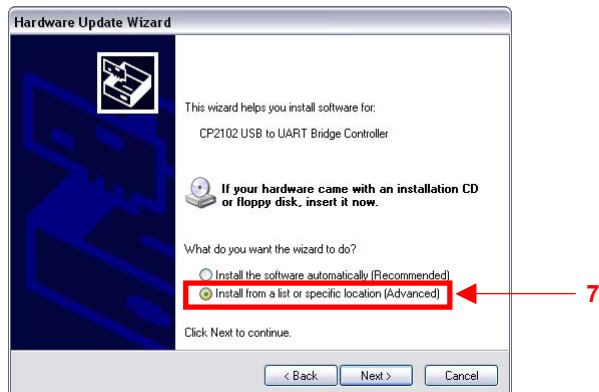 Hardware Update Wizard
This wizard helps you install software for:
CP2102 USB to UART Bridge Controller
If your hardware came with an installation CD
or floppy disk, insert it now.
What do you want the wizard to do?
Install the software automatically (Recommended)
Install from a list or specific location (Advanced)
7
Click Next to continue.
< Back
Next >
Cancel